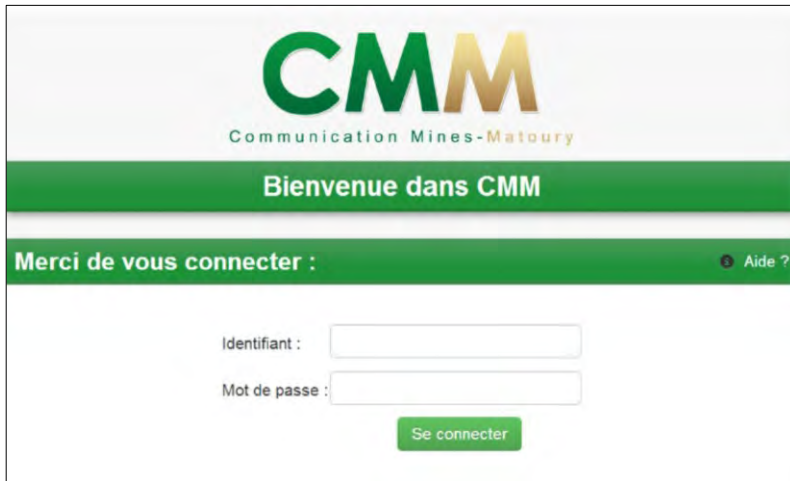 CMM
Communication Mines-Matoury
Bienvenue dans CMM
Merci de vous connecter :
Aide ?
Identifiant :
Mot de passe :
Se connecter